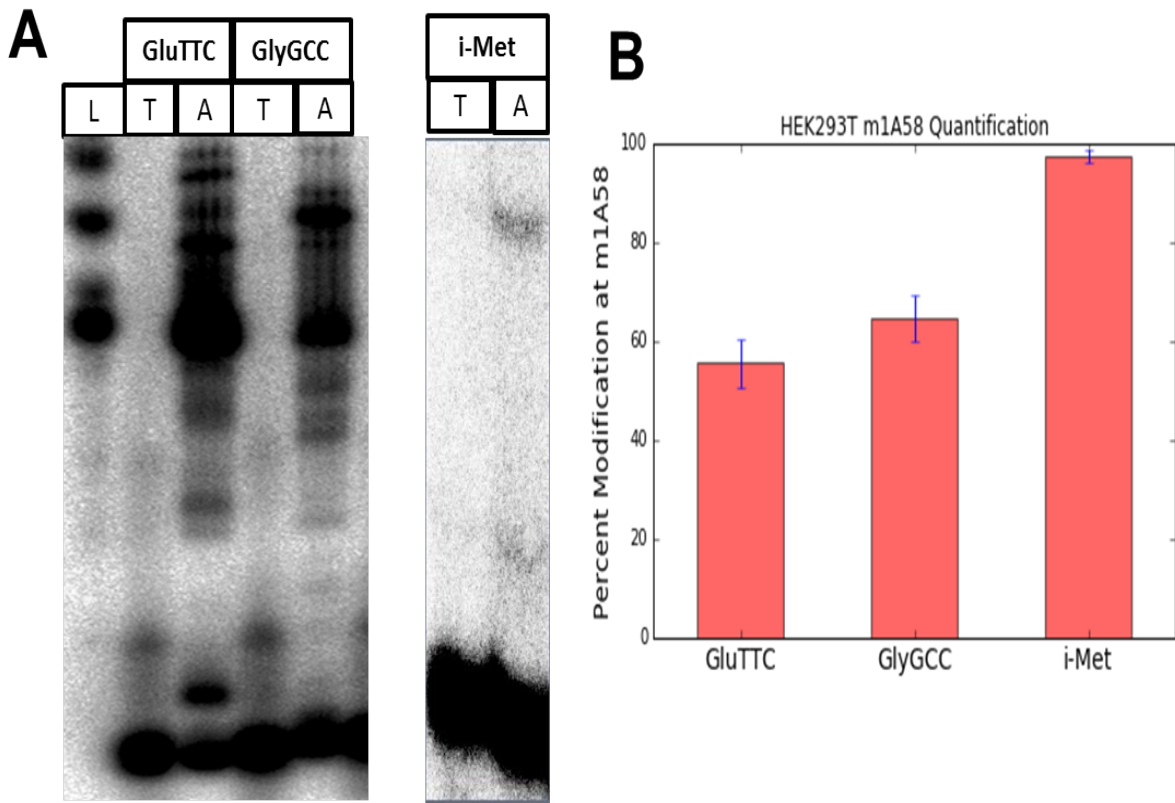 A
GluTTC GlyGCC
L T A T A
i-Met
T A
B
HEK293T m1A58 Quantification
Percent Modification at m1A58
100
80
60
40
20
0
GluTTC GlyGCC i-Met